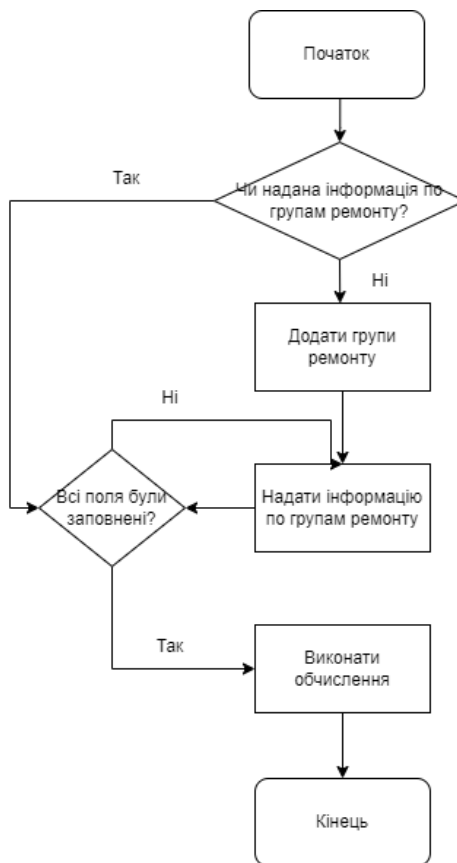 Початок
Чи надана інформація по
групам ремонту?
Так
Ні
Додати групи
ремонту
Ні
Всі поля були
заповнені?
Надати інформацію
по групам ремонту
Так
Виконати
обчислення
Кінець